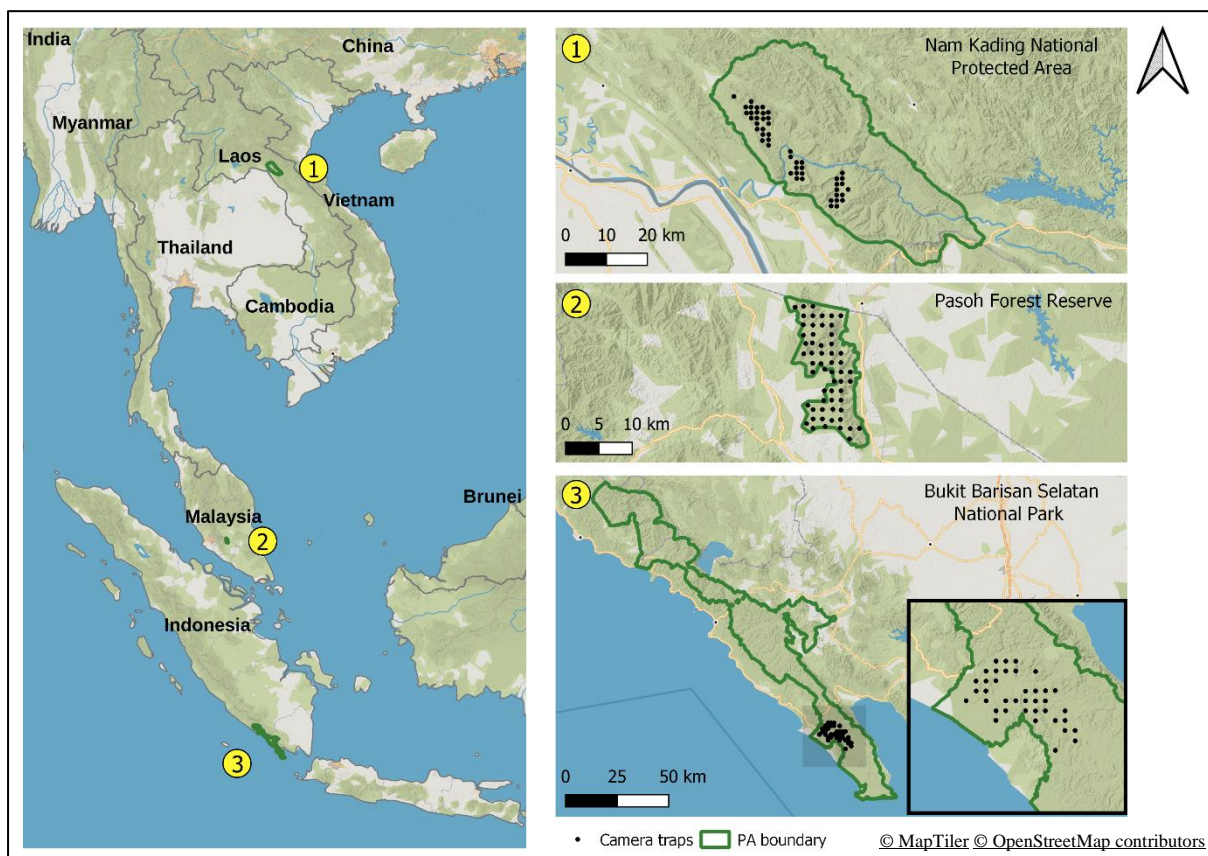 India
China
Myanmar
Laos
1
Vietnam
Thailand
Cambodia
Brunei
Malaysia
2
Indonesia
3
1
Nam Kading National
Protected Area
0 10 20 km
2
Pasoh Forest Reserve
0 5 10 km
3
Bukit Barisan Selatan
National Park
0 25 50 km
Camera traps PA boundary
© MapTiler © OpenStreetMap contributors